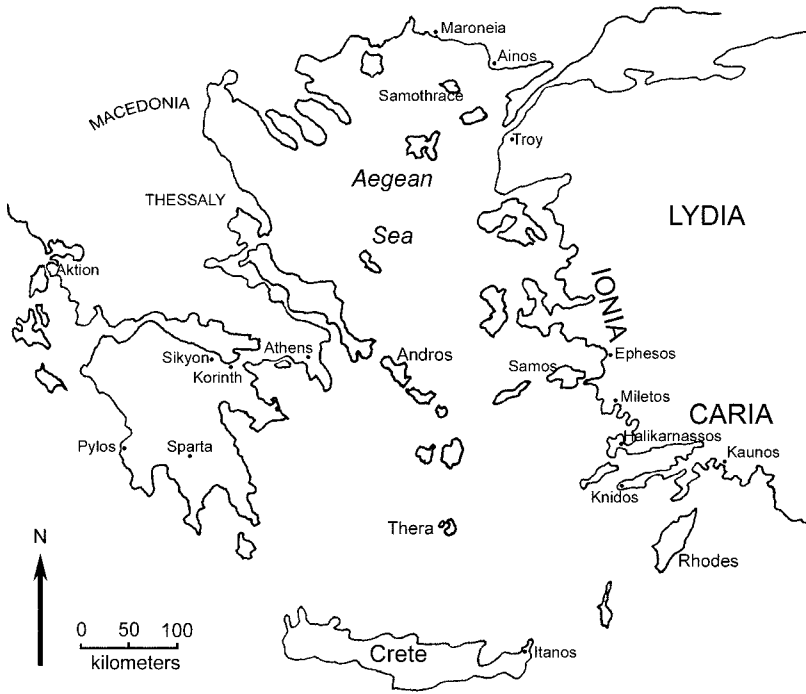 Maroneia
Ainos
MACEDONIA
Samothrace
Troy
Aegean
Sea
THESSALY
LYDIA
Aktion
IONIA
Sikyon
Korinth
Athens
Andros
Samos
Ephesos
Miletos
CARIA
Halikarnassos
Kaunos
Pylos
Sparta
Knidos
Thera
Rhodes
N
0 50 100
kilometers
Crete
Itanos